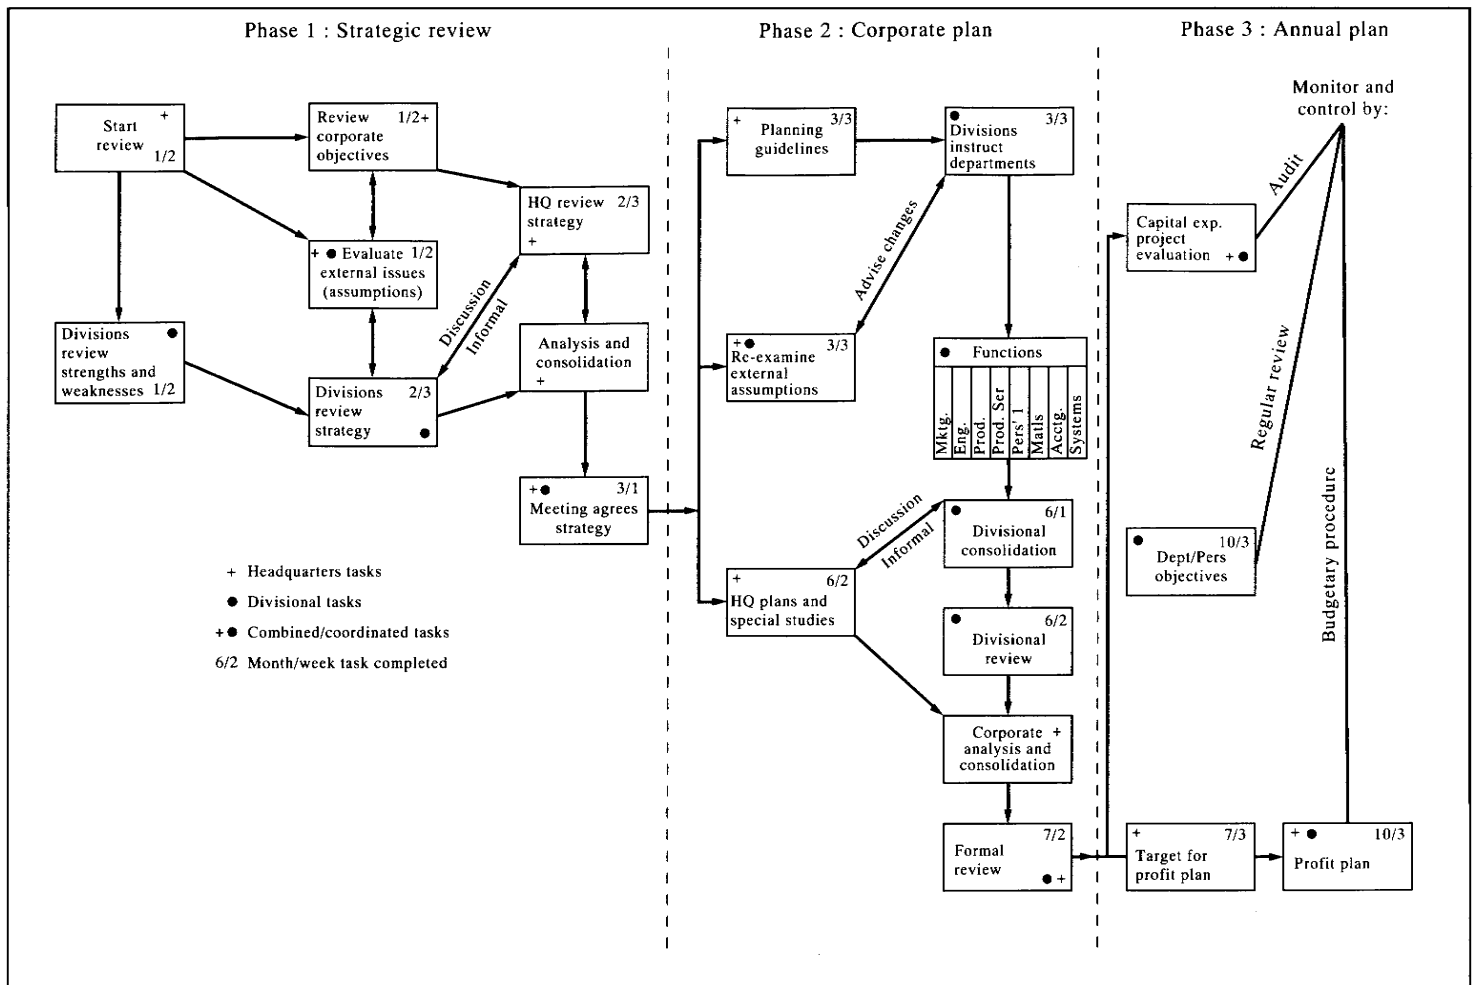 Phase 1 : Strategic review
Phase 2 : Corporate plan
Phase 3 : Annual plan
+
Start
review
1/2
Review 1/2+
corporate
objectives
HQ review 2/3
strategy
+
+ ● Evaluate 1/2
external issues
(assumptions)
Discussion
Informal
Divisions ●
review
strengths and
weaknesses 1/2
Divisions 2/3
review
strategy ●
Analysis and
consolidation
+
+● 3/1
Meeting agrees
strategy
+ Headquarters tasks
● Divisional tasks
+● Combined/coordinated tasks
6/2 Month/week task completed
+ 3/3
Planning
guidelines
● 
Divisions 3/3
instruct
departments
Advise changes
+● 3/3
Re-examine
external
assumptions
● Functions
Mktg.
Eng.
Prod.
Prod. Ser
Pers' 1
Matls
Acctg.
Systems
Discussion
Informal
● 6/1
Divisional
consolidation
+ 6/2
HQ plans and
special studies
● 6/2
Divisional
review
Corporate +
analysis and
consolidation
7/2
Formal
review
● +
Monitor and
control by:
Audit
Capital exp.
project
evaluation +●
Regular review
Budgetary procedure
● 10/3
Dept/Pers
objectives
+ 7/3
Target for
profit plan
+ ● 10/3
Profit plan